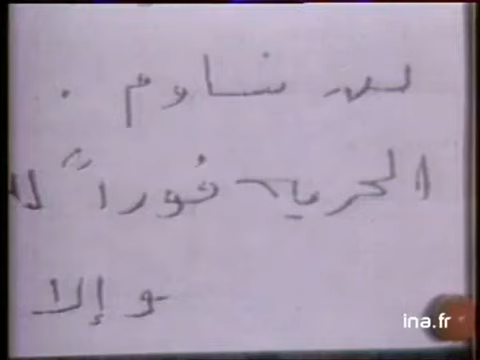 لن نساوم .
الحرية فوراً
و إلا
ina.fr